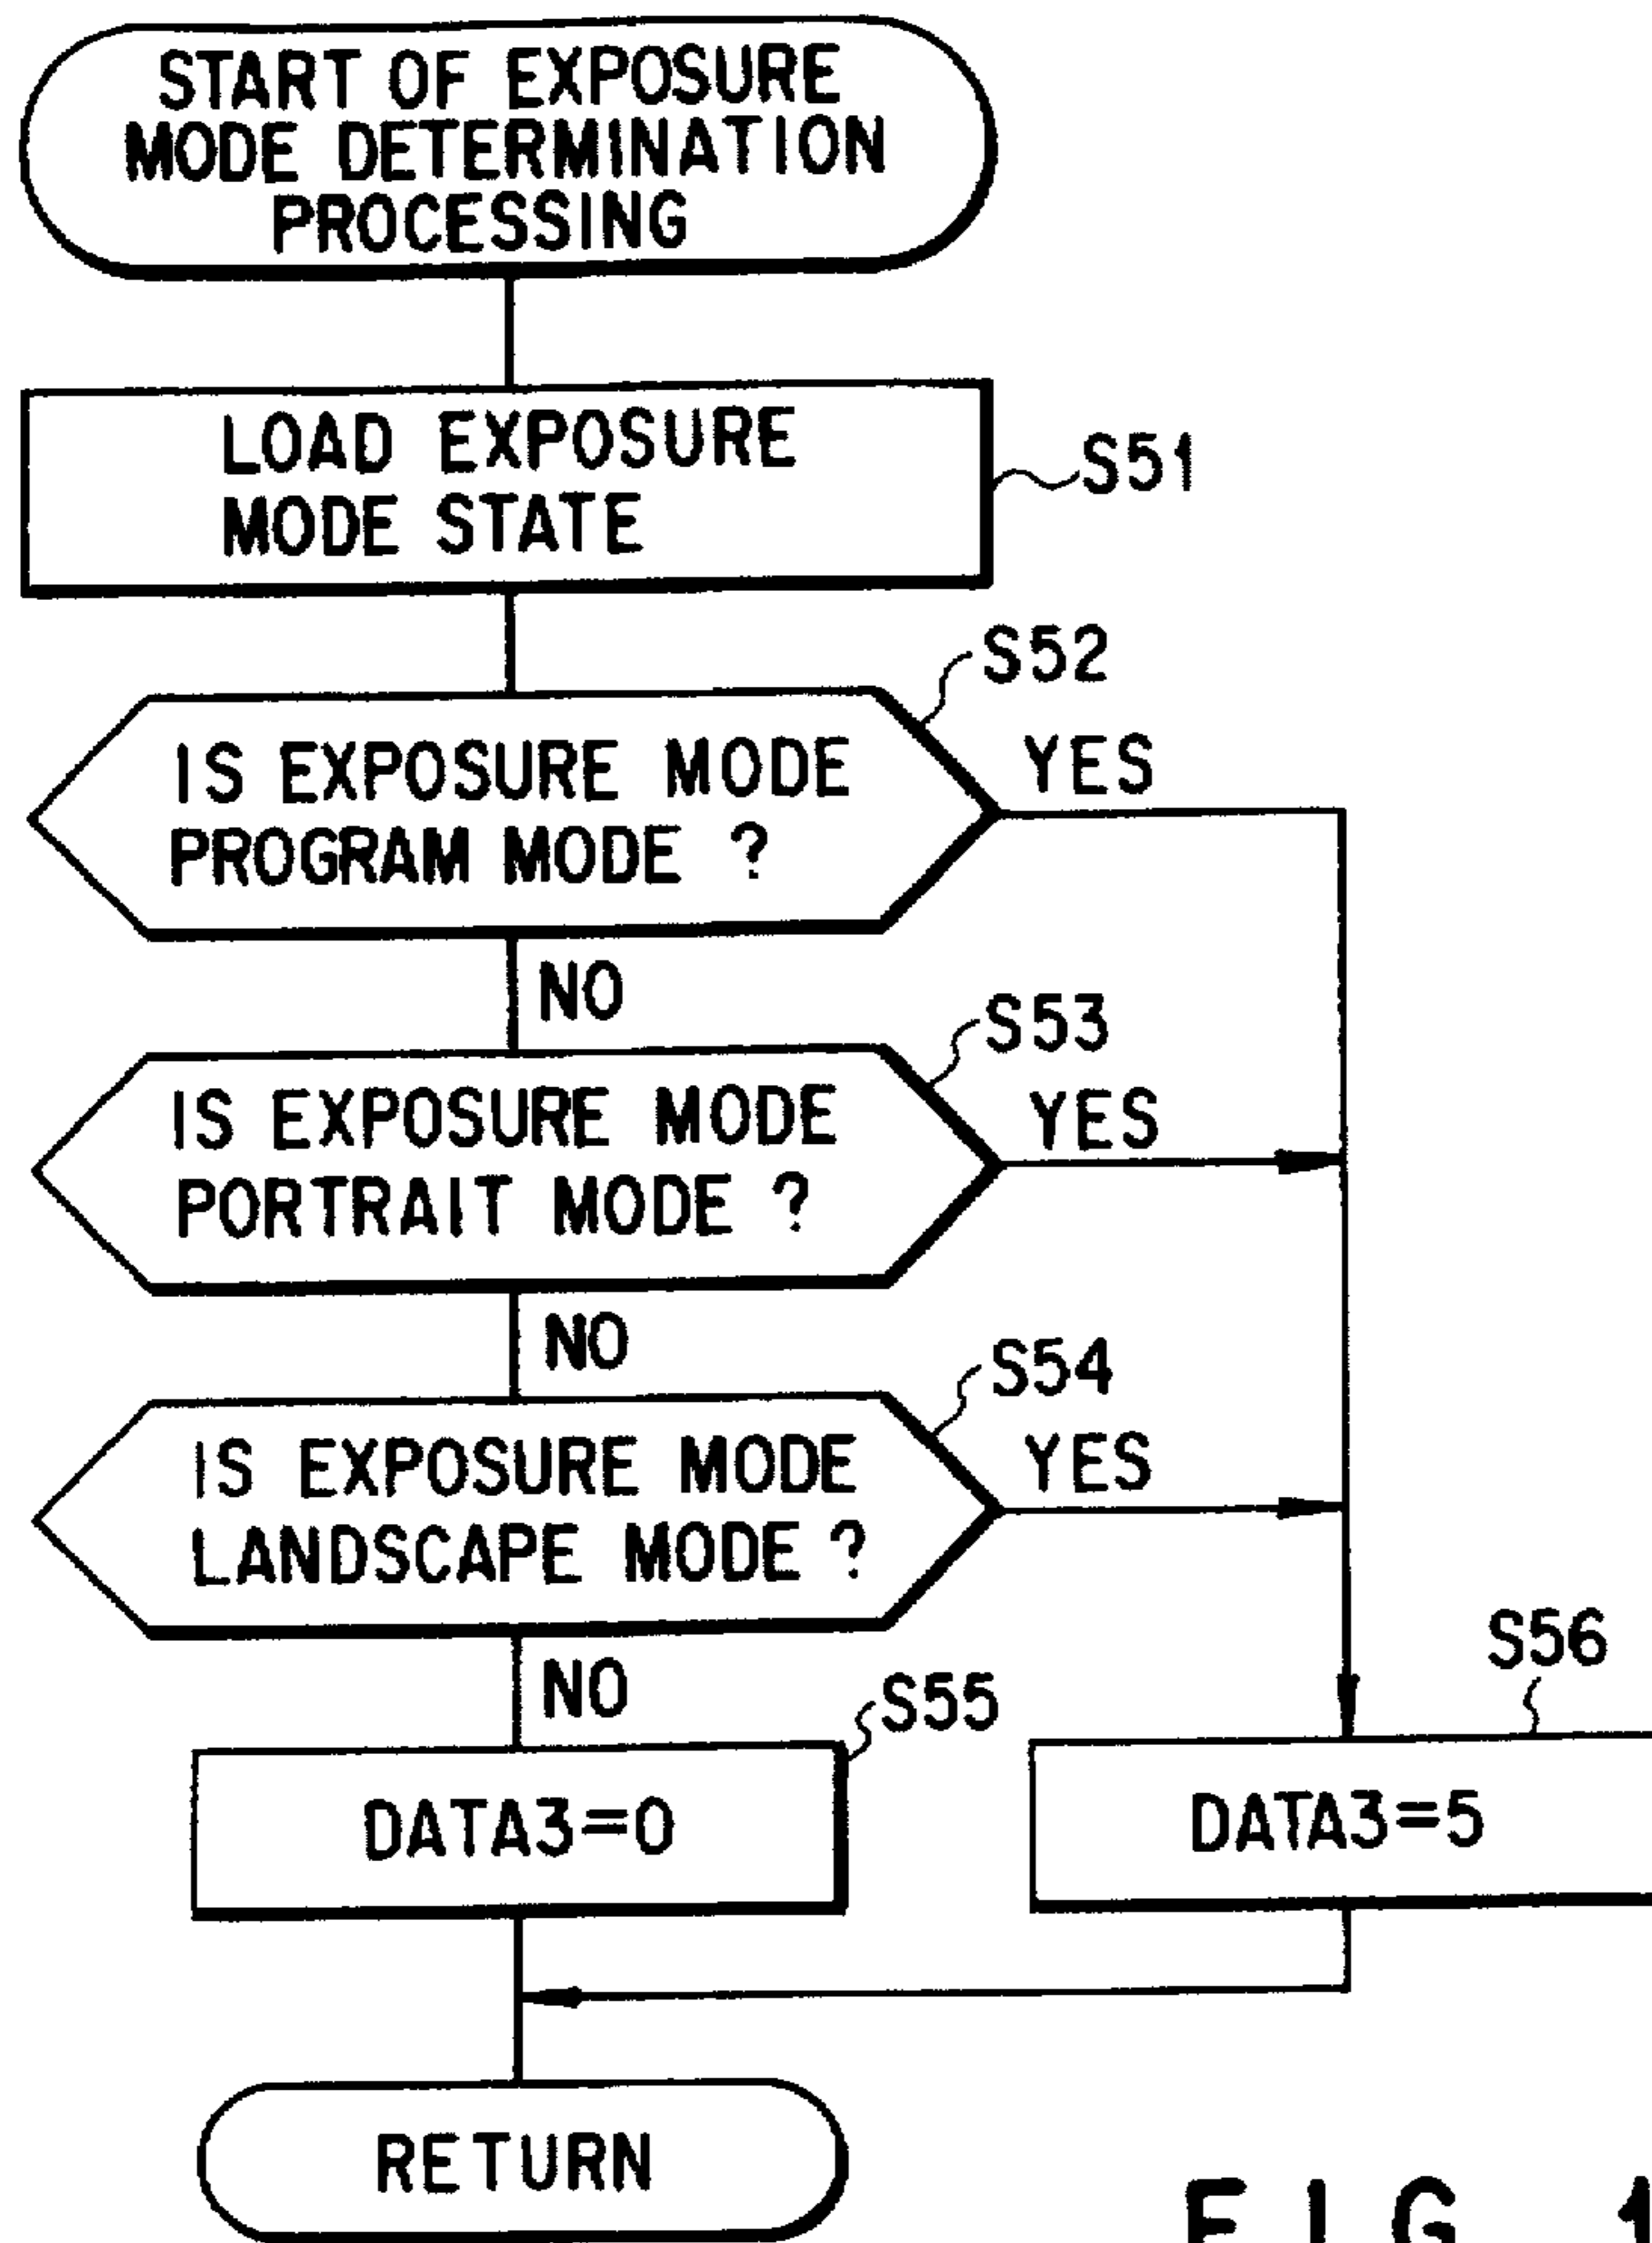 START OF EXPOSURE
MODE DETERMINATION
PROCESSING
LOAD EXPOSURE
MODE STATE
S51
S52
IS EXPOSURE MODE
PROGRAM MODE ?
YES
NO
S53
IS EXPOSURE MODE
PORTRAIT MODE ?
YES
NO
S54
IS EXPOSURE MODE
LANDSCAPE MODE ?
YES
NO
S55
DATA3=0
S56
DATA3=5
RETURN
FIG. 1